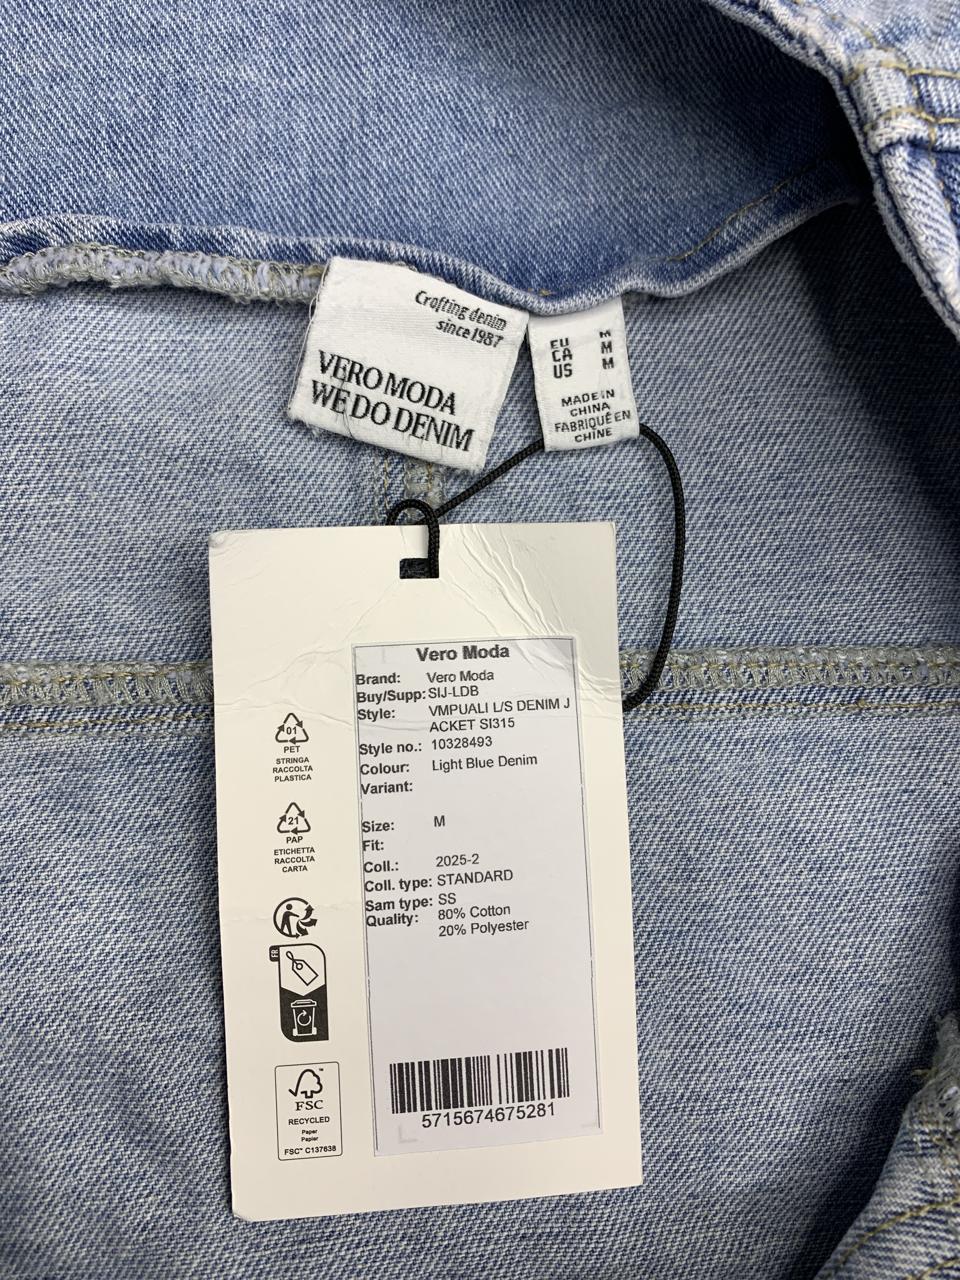 Crafting denim
since 1987
VERO MODA
WE DO DENIM
EU M
CA M
US M
MADE IN
CHINA
FABRIQUÉ EN
CHINE
Vero Moda
Brand: Vero Moda
Buy/Supp: SIJ-LDB
Style: VMPUALI L/S DENIM J
ACKET SI315
Style no.: 10328493
Colour: Light Blue Denim
Variant:
Size: M
Fit:
Coll.: 2025-2
Coll. type: STANDARD
Sam type: SS
Quality: 80% Cotton
20% Polyester
5715674675281
01
PET
STRINGA
RACCOLTA
PLASTICA
21
PAP
ETICHETTA
RACCOLTA
CARTA
FR
FSC™
RECYCLED
Paper
Papier
FSC™ C137638